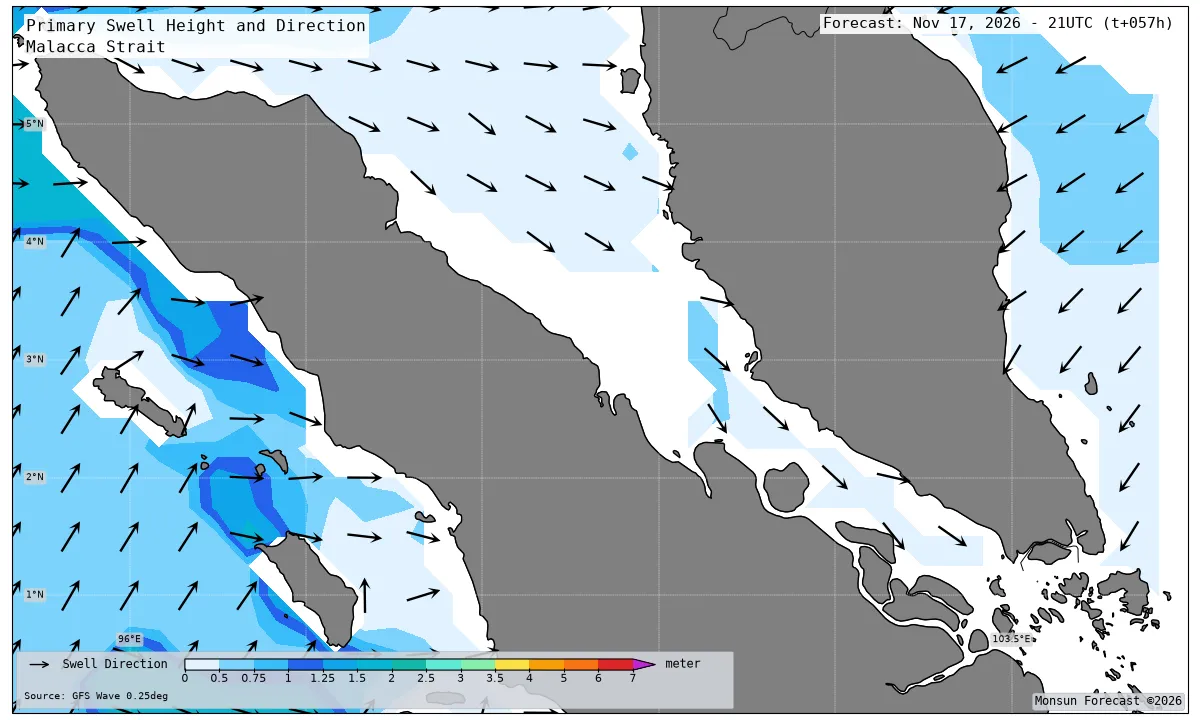 Primary Swell Height and Direction
Malacca Strait
Forecast: Nov 17, 2026 - 21UTC (t+057h)
5°N
4°N
3°N
2°N
1°N
96°E
103.5°E
Swell Direction
meter
0 0.5 0.75 1 1.25 1.5 2 2.5 3 3.5 4 5 6 7
Source: GFS Wave 0.25deg
Monsun Forecast ©2026